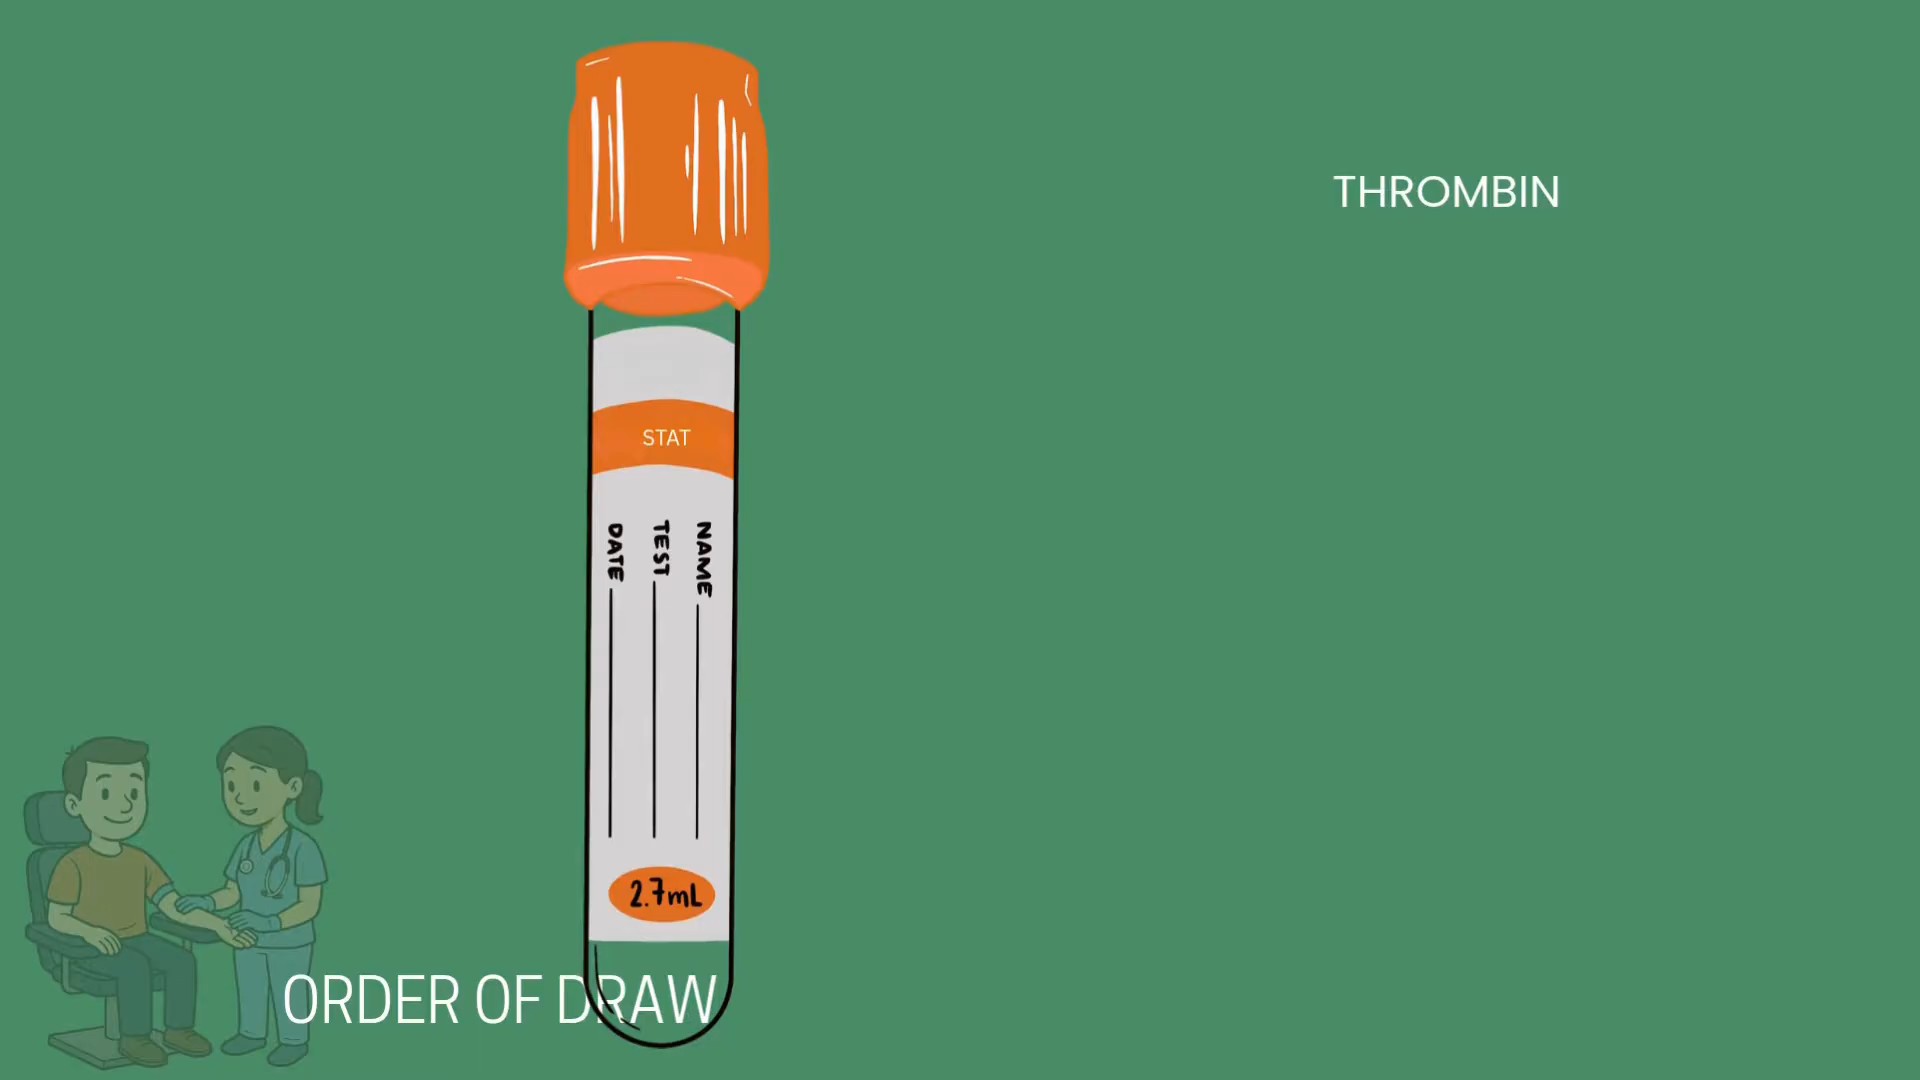 THROMBIN
STAT
NAME
TEST
DATE
2.7mL
ORDER OF DRAW